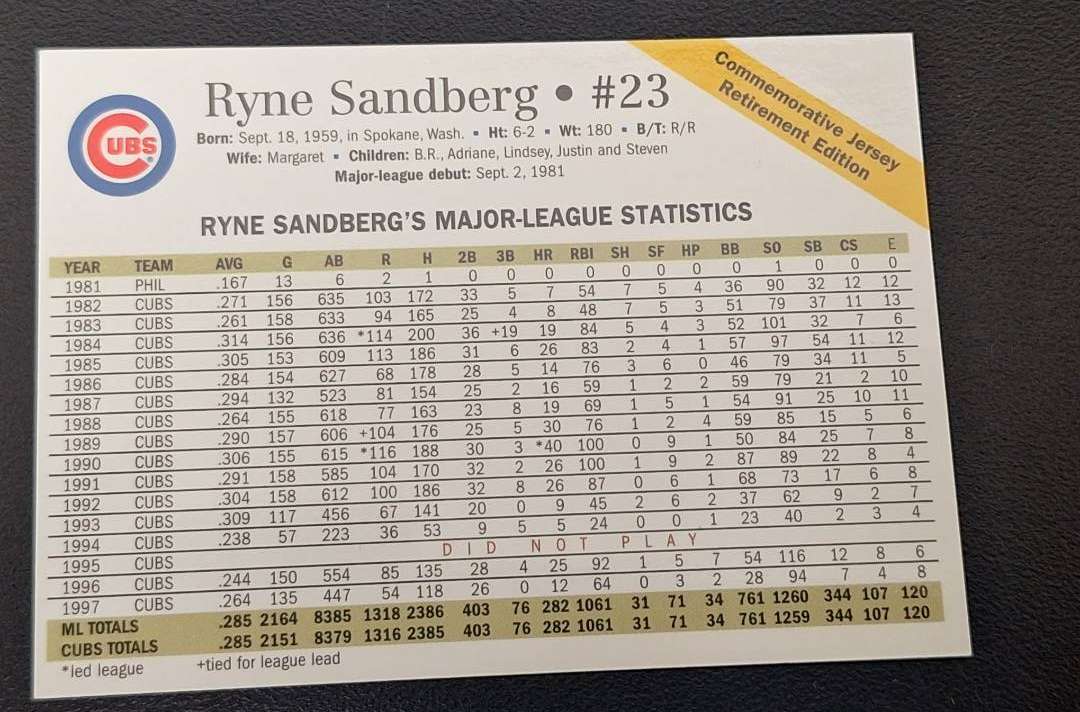 Commemorative Jersey
Retirement Edition
CUBS®
Ryne Sandberg • #23
Born: Sept. 18, 1959, in Spokane, Wash. ▪ Ht: 6-2 ▪ Wt: 180 ▪ B/T: R/R
Wife: Margaret ▪ Children: B.R., Adriane, Lindsey, Justin and Steven
Major-league debut: Sept. 2, 1981
RYNE SANDBERG'S MAJOR-LEAGUE STATISTICS
YEAR TEAM AVG G AB R H 2B 3B HR RBI SH SF HP BB SO SB CS E
1981 PHIL .167 13 6 2 1 0 0 0 0 0 0 0 0 1 0 0 0
1982 CUBS .271 156 635 103 172 33 5 7 54 7 5 4 36 90 32 12 12
1983 CUBS .261 158 633 94 165 25 4 8 48 7 5 3 51 79 37 11 13
1984 CUBS .314 156 636 *114 200 36 +19 19 84 5 4 3 52 101 32 7 6
1985 CUBS .305 153 609 113 186 31 6 26 83 2 4 1 57 97 54 11 12
1986 CUBS .284 154 627 68 178 28 5 14 76 3 6 0 46 79 34 11 5
1987 CUBS .294 132 523 81 154 25 2 16 59 1 2 2 59 79 21 2 10
1988 CUBS .264 155 618 77 163 23 8 19 69 1 5 1 54 91 25 10 11
1989 CUBS .290 157 606 +104 176 25 5 30 76 1 2 4 59 85 15 5 6
1990 CUBS .306 155 615 *116 188 30 3 *40 100 0 9 1 50 84 25 7 8
1991 CUBS .291 158 585 104 170 32 2 26 100 1 9 2 87 89 22 8 4
1992 CUBS .304 158 612 100 186 32 8 26 87 0 6 1 68 73 17 6 8
1993 CUBS .309 117 456 67 141 20 0 9 45 2 6 2 37 62 9 2 7
1994 CUBS .238 57 223 36 53 9 5 5 24 0 0 1 23 40 2 3 4
1995 CUBS DID NOT PLAY
1996 CUBS .244 150 554 85 135 28 4 25 92 1 5 7 54 116 12 8 6
1997 CUBS .264 135 447 54 118 26 0 12 64 0 3 2 28 94 7 4 8
ML TOTALS .285 2164 8385 1318 2386 403 76 282 1061 31 71 34 761 1260 344 107 120
CUBS TOTALS .285 2151 8379 1316 2385 403 76 282 1061 31 71 34 761 1259 344 107 120
*led league +tied for league lead